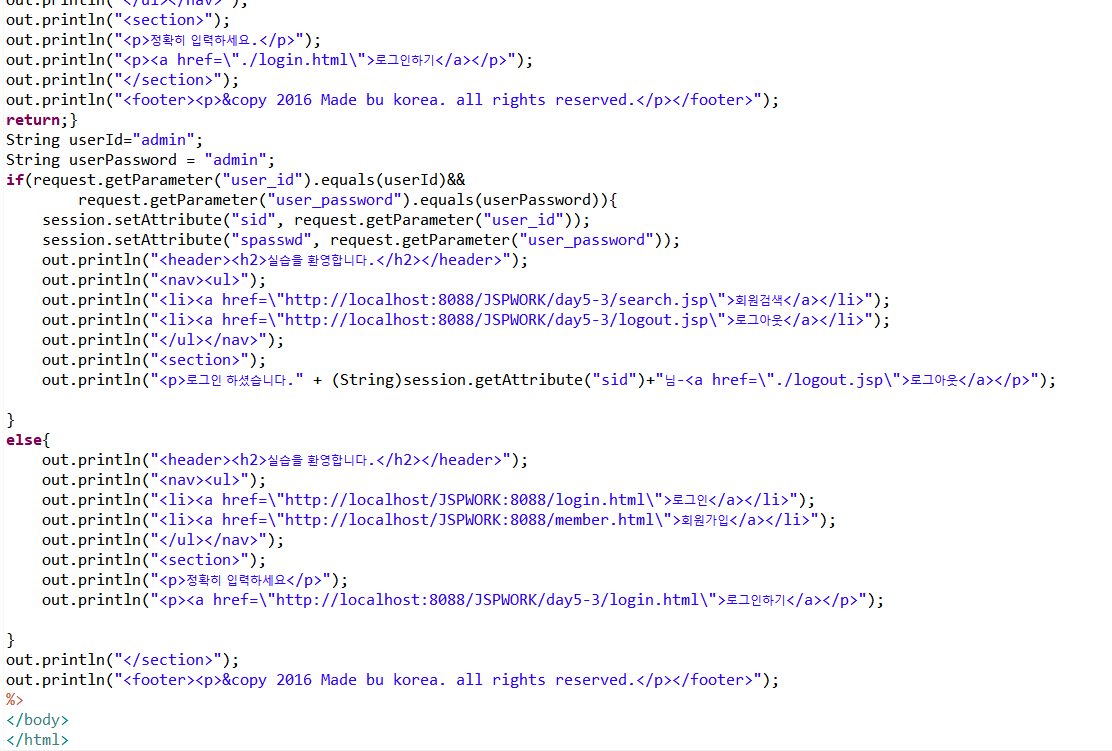 out.println("</ul></nav>");
out.println("<section>");
out.println("<p>정확히 입력하세요.</p>");
out.println("<p><a href=\"./login.html\">로그인하기</a></p>");
out.println("</section>");
out.println("<footer><p>&copy 2016 Made bu korea. all rights reserved.</p></footer>");
return;}
String userId="admin";
String userPassword = "admin";
if(request.getParameter("user_id").equals(userId)&&
        request.getParameter("user_password").equals(userPassword)){
    session.setAttribute("sid", request.getParameter("user_id"));
    session.setAttribute("spasswd", request.getParameter("user_password"));
    out.println("<header><h2>실습을 환영합니다.</h2></header>");
    out.println("<nav><ul>");
    out.println("<li><a href=\"http://localhost:8088/JSPWORK/day5-3/search.jsp\">회원검색</a></li>");
    out.println("<li><a href=\"http://localhost:8088/JSPWORK/day5-3/logout.jsp\">로그아웃</a></li>");
    out.println("</ul></nav>");
    out.println("<section>");
    out.println("<p>로그인 하셨습니다." + (String)session.getAttribute("sid")+"님-<a href=\"./logout.jsp\">로그아웃</a></p>");
}
else{
    out.println("<header><h2>실습을 환영합니다.</h2></header>");
    out.println("<nav><ul>");
    out.println("<li><a href=\"http://localhost/JSPWORK:8088/login.html\">로그인</a></li>");
    out.println("<li><a href=\"http://localhost/JSPWORK:8088/member.html\">회원가입</a></li>");
    out.println("</ul></nav>");
    out.println("<section>");
    out.println("<p>정확히 입력하세요</p>");
    out.println("<p><a href=\"http://localhost:8088/JSPWORK/day5-3/login.html\">로그인하기</a></p>");
}
out.println("</section>");
out.println("<footer><p>&copy 2016 Made bu korea. all rights reserved.</p></footer>");
%>
</body>
</html>